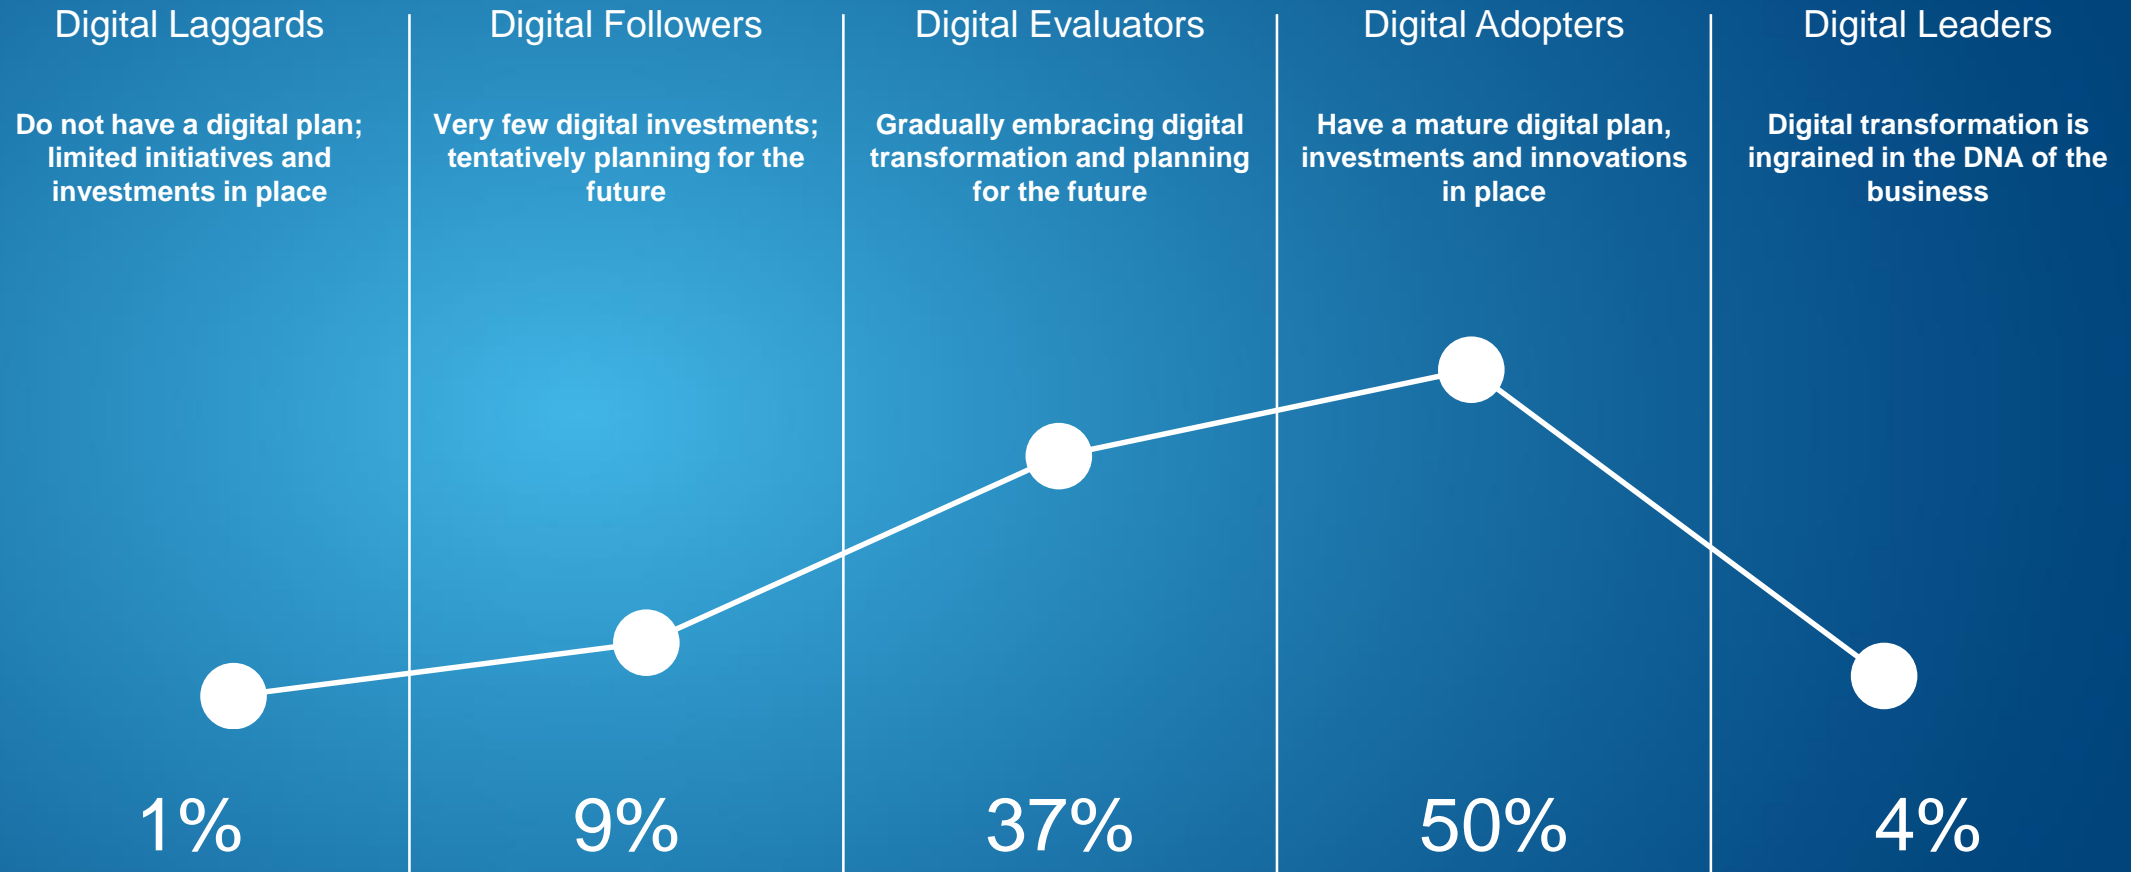 Digital Laggards
Do not have a digital plan;
limited initiatives and
investments in place
1%
Digital Followers
Very few digital investments;
tentatively planning for the
future
9%
Digital Evaluators
Gradually embracing digital
transformation and planning
for the future
37%
Digital Adopters
Have a mature digital plan,
investments and innovations
in place
50%
Digital Leaders
Digital transformation is
ingrained in the DNA of the
business
4%